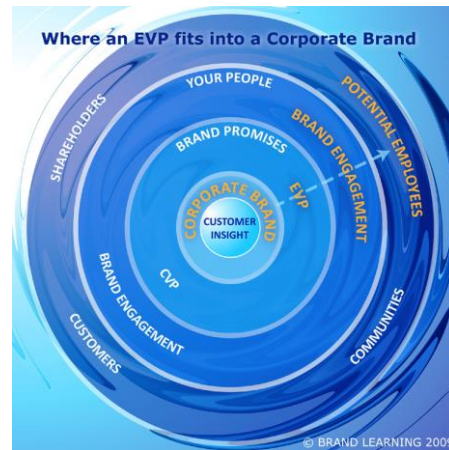 Where an EVP fits into a Corporate Brand
YOUR PEOPLE
SHAREHOLDERS
POTENTIAL EMPLOYEES
BRAND PROMISES
BRAND ENGAGEMENT
CORPORATE BRAND
EVP
CUSTOMER
INSIGHT
CVP
BRAND ENGAGEMENT
CUSTOMERS
COMMUNITIES
© BRAND LEARNING 2009